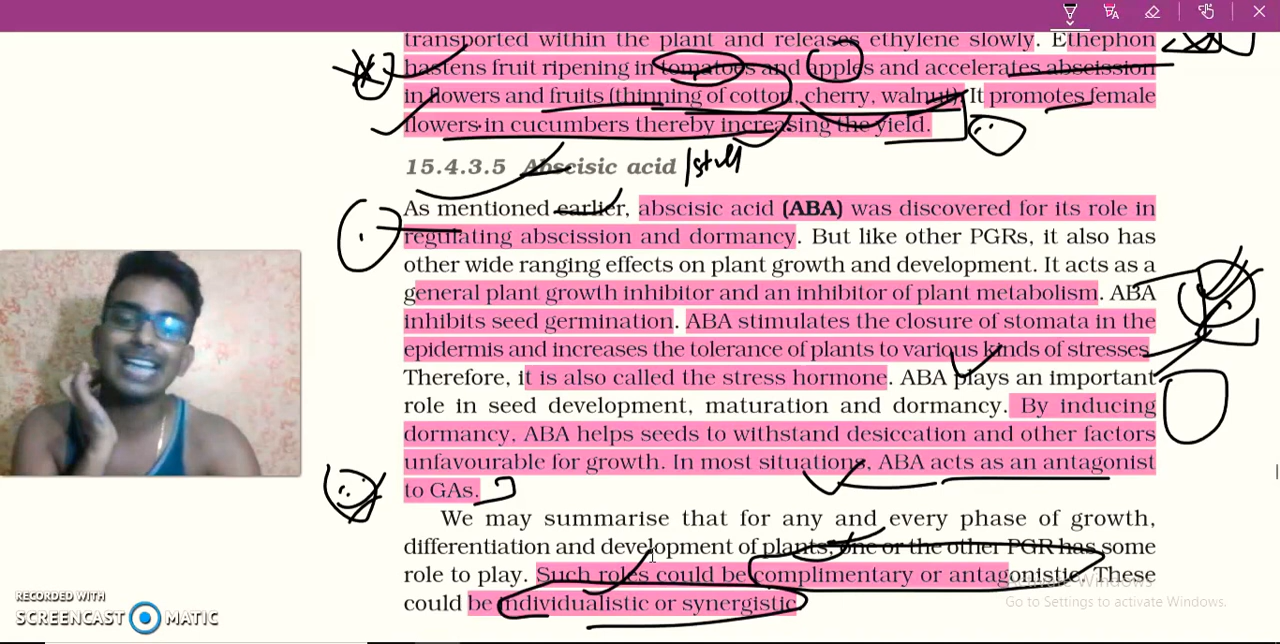 transported within the plant and releases ethylene slowly. Ethephon
hastens fruit ripening in tomatoes and apples and accelerates abscission
in flowers and fruits (thinning of cotton, cherry, walnut). It promotes female
flowers in cucumbers thereby increasing the yield.
15.4.3.5 Abscisic acid
As mentioned earlier, abscisic acid (ABA) was discovered for its role in
regulating abscission and dormancy. But like other PGRs, it also has
other wide ranging effects on plant growth and development. It acts as a
general plant growth inhibitor and an inhibitor of plant metabolism. ABA
inhibits seed germination. ABA stimulates the closure of stomata in the
epidermis and increases the tolerance of plants to various kinds of stresses.
Therefore, it is also called the stress hormone. ABA plays an important
role in seed development, maturation and dormancy. By inducing
dormancy, ABA helps seeds to withstand desiccation and other factors
unfavourable for growth. In most situations, ABA acts as an antagonist
to GAs.
We may summarise that for any and every phase of growth,
differentiation and development of plants, one or the other PGR has some
role to play. Such roles could be complimentary or antagonistic. These
could be individualistic or synergistic.
Activate Windows
Go to Settings to activate Windows.
RECORDED WITH
SCREENCAST MATIC